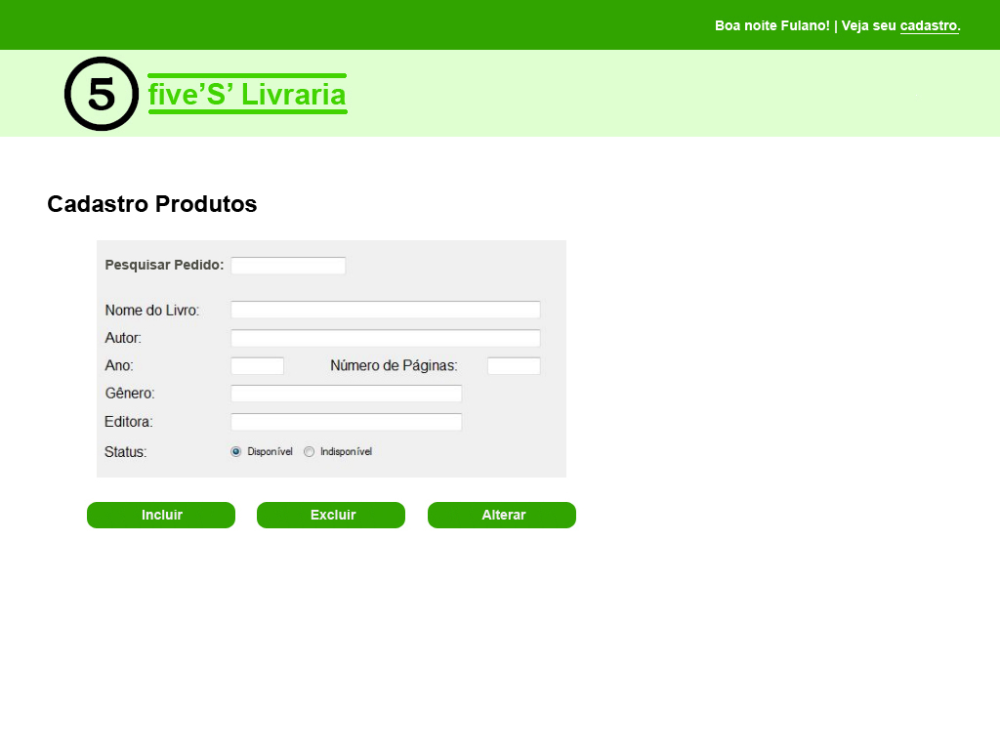 Boa noite Fulano! | Veja seu cadastro.
5 five'S' Livraria
Cadastro Produtos
Pesquisar Pedido:
Nome do Livro:
Autor:
Ano: Número de Páginas:
Gênero:
Editora:
Status: Disponível Indisponível
Incluir Excluir Alterar